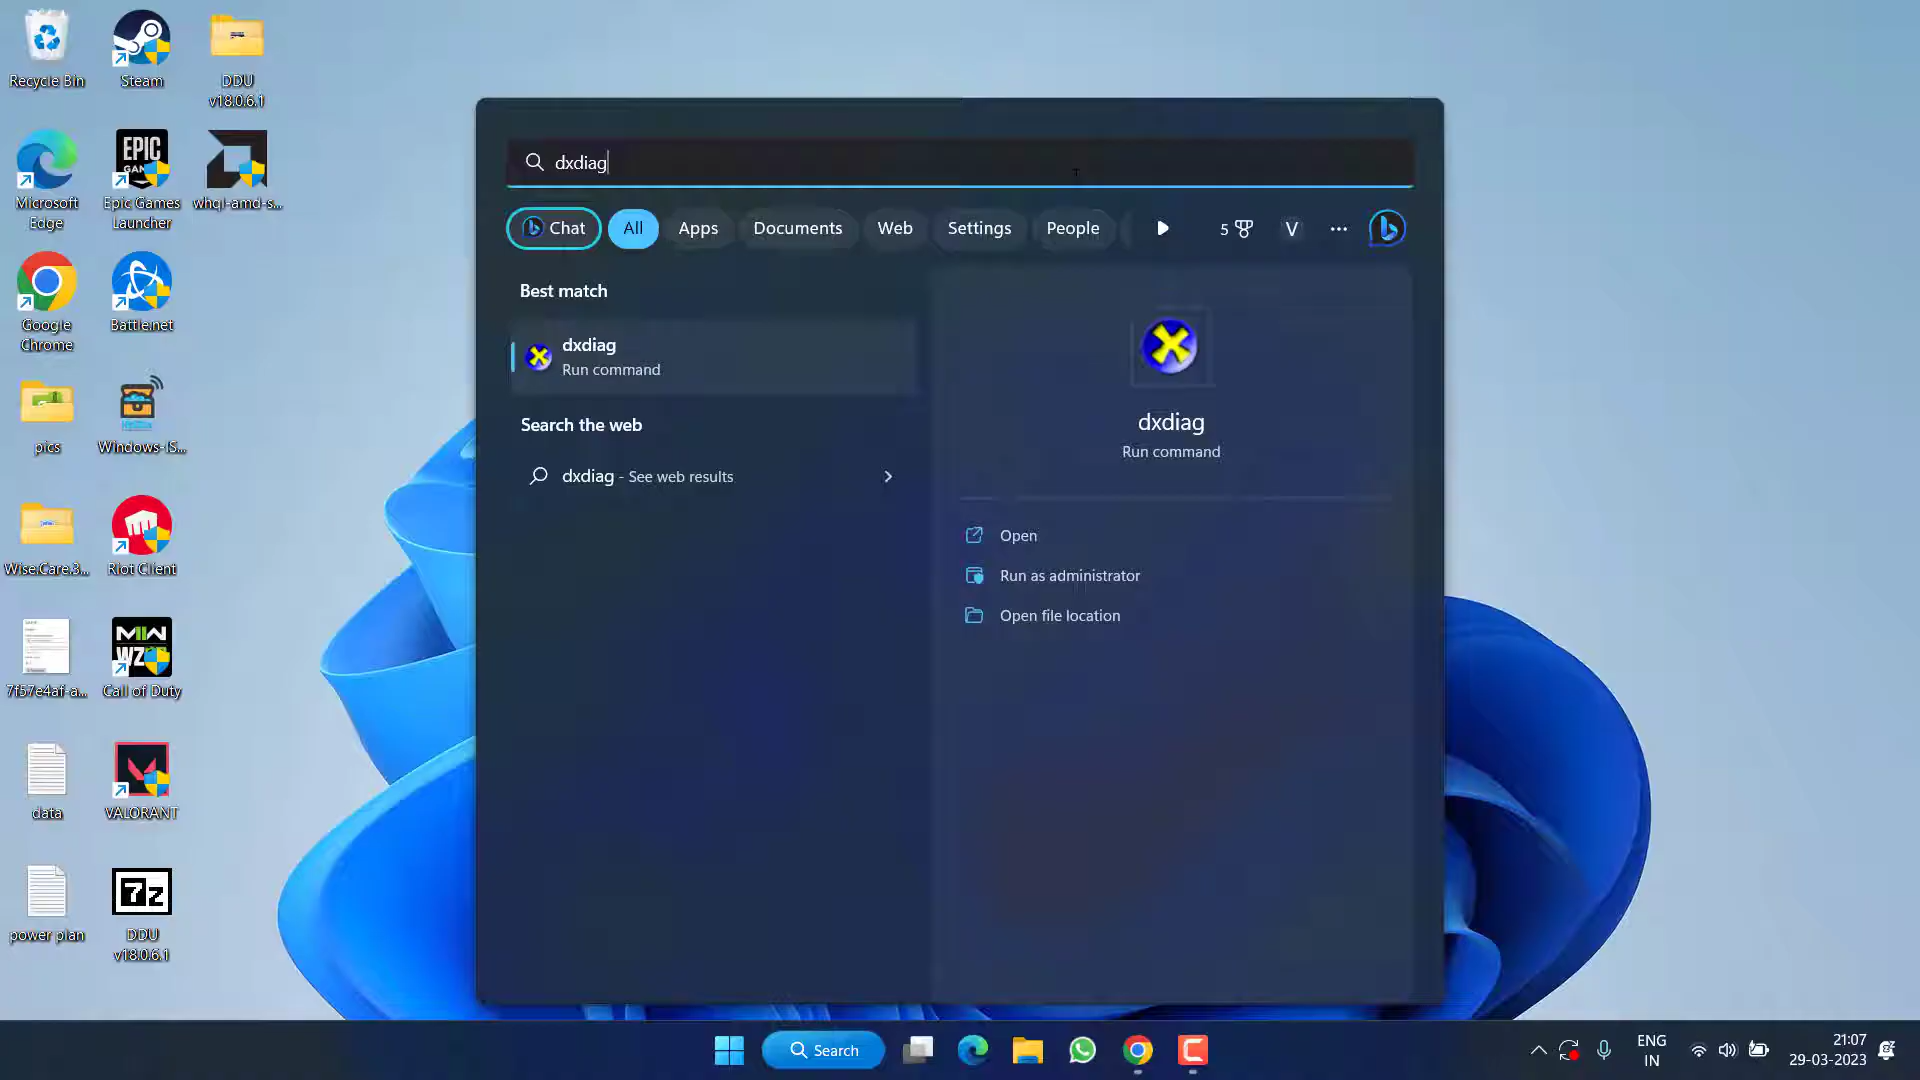 Recycle Bin
Steam
DDU
v18.0.6.1
Microsoft
Edge
EPIC
Epic Games
Launcher
whql-amd-s...
Google
Chrome
Battle.net
pics
Windows-IS...
Wise.Care.3...
Riot Client
7f57e4af-a...
MW
WZ
Call of Duty
data
VALORANT
power plan
7z
DDU
v18.0.6.1
dxdiag
Chat
All
Apps
Documents
Web
Settings
People
5
V
Best match
dxdiag
Run command
Search the web
dxdiag - See web results
dxdiag
Run command
Open
Run as administrator
Open file location
Search
ENG
IN
21:07
29-03-2023